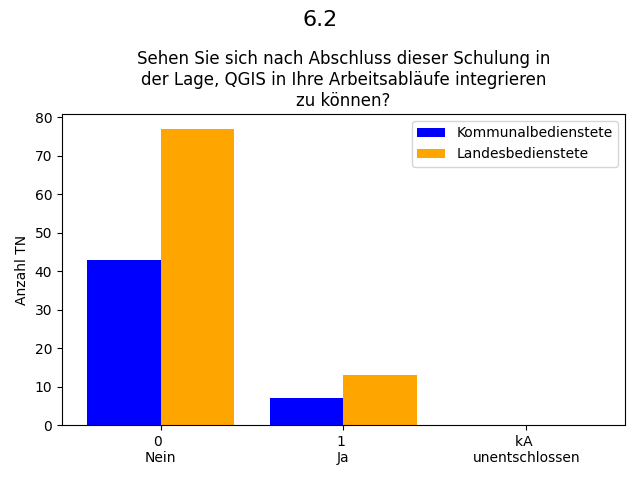 6.2
Sehen Sie sich nach Abschluss dieser Schulung in
der Lage, QGIS in Ihre Arbeitsabläufe integrieren
zu können?
Kommunalbedienstete
Landesbedienstete
Anzahl TN
80
70
60
50
40
30
20
10
0
0
Nein
1
Ja
kA
unentschlossen